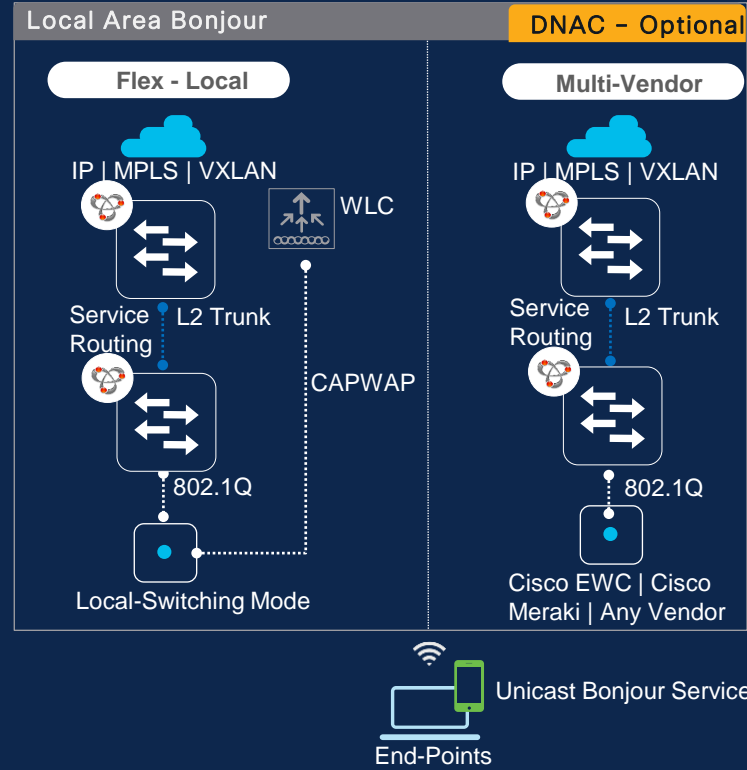 Local Area Bonjour
DNAC – Optional
Flex - Local
IP | MPLS | VXLAN
WLC
Service
Routing
L2 Trunk
CAPWAP
802.1Q
Local-Switching Mode
Multi-Vendor
IP | MPLS | VXLAN
Service
Routing
L2 Trunk
802.1Q
Cisco EWC | Cisco
Meraki | Any Vendor
Unicast Bonjour Service
End-Points